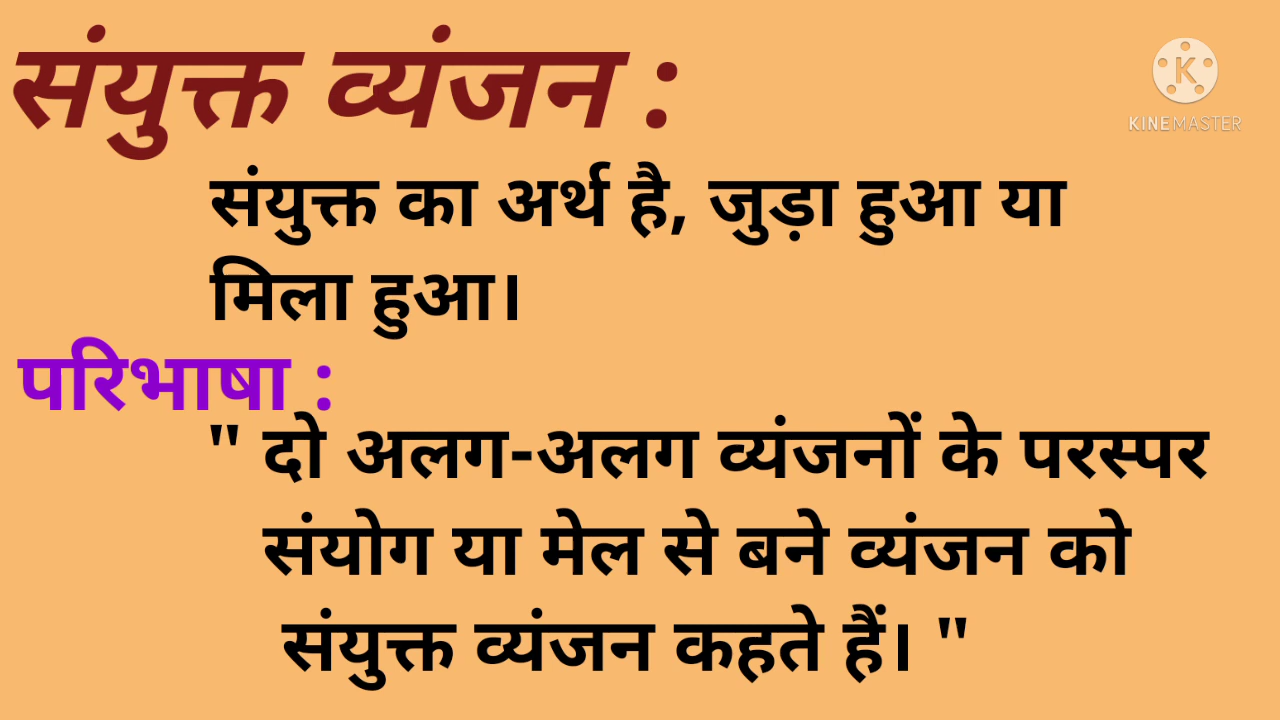 संयुक्त व्यंजन :
KINEMASTER
संयुक्त का अर्थ है, जुड़ा हुआ या
मिला हुआ।
परिभाषा :
" दो अलग-अलग व्यंजनों के परस्पर
संयोग या मेल से बने व्यंजन को
संयुक्त व्यंजन कहते हैं। "